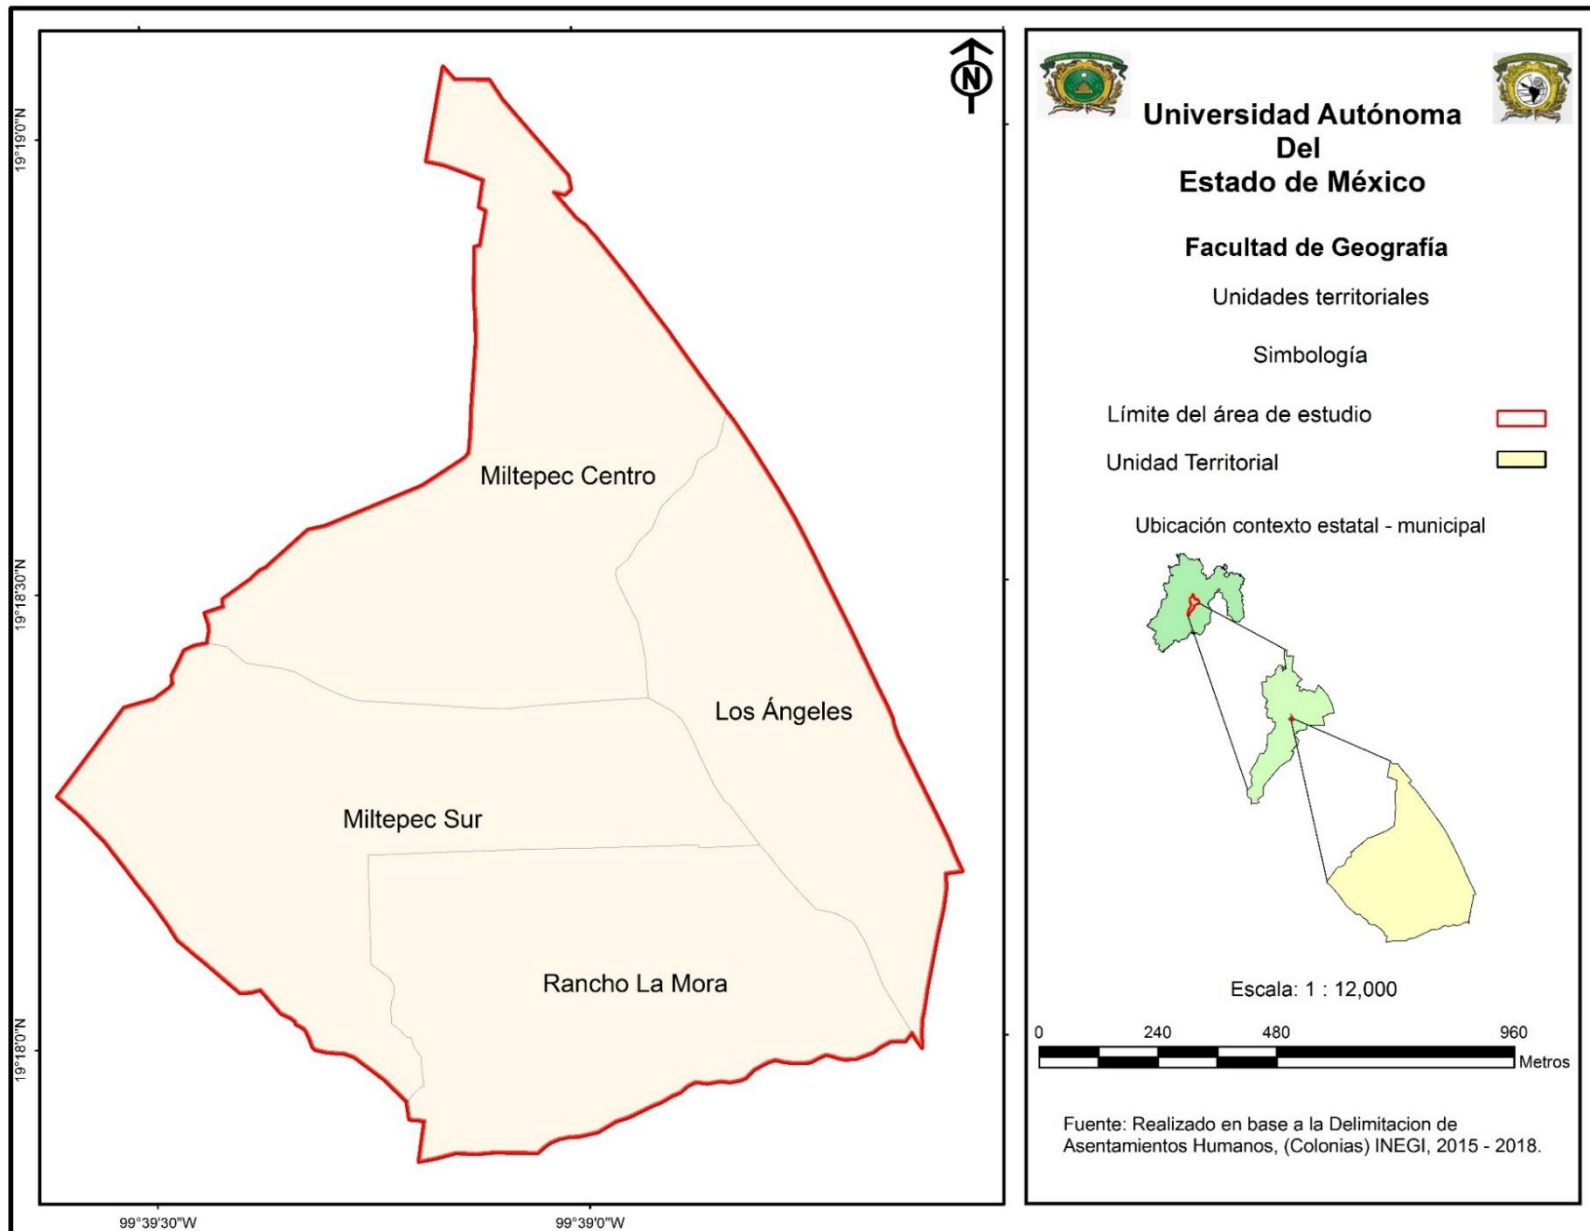 19°19'0"N
19°18'30"N
19°18'0"N
99°39'30"W
99°39'0"W
N
Miltepec Centro
Los Ángeles
Miltepec Sur
Rancho La Mora
Universidad Autónoma
Del
Estado de México
Facultad de Geografía
Unidades territoriales
Simbología
Límite del área de estudio
Unidad Territorial
Ubicación contexto estatal - municipal
Escala: 1 : 12,000
0 240 480 960
Metros
Fuente: Realizado en base a la Delimitacion de
Asentamientos Humanos, (Colonias) INEGI, 2015 - 2018.